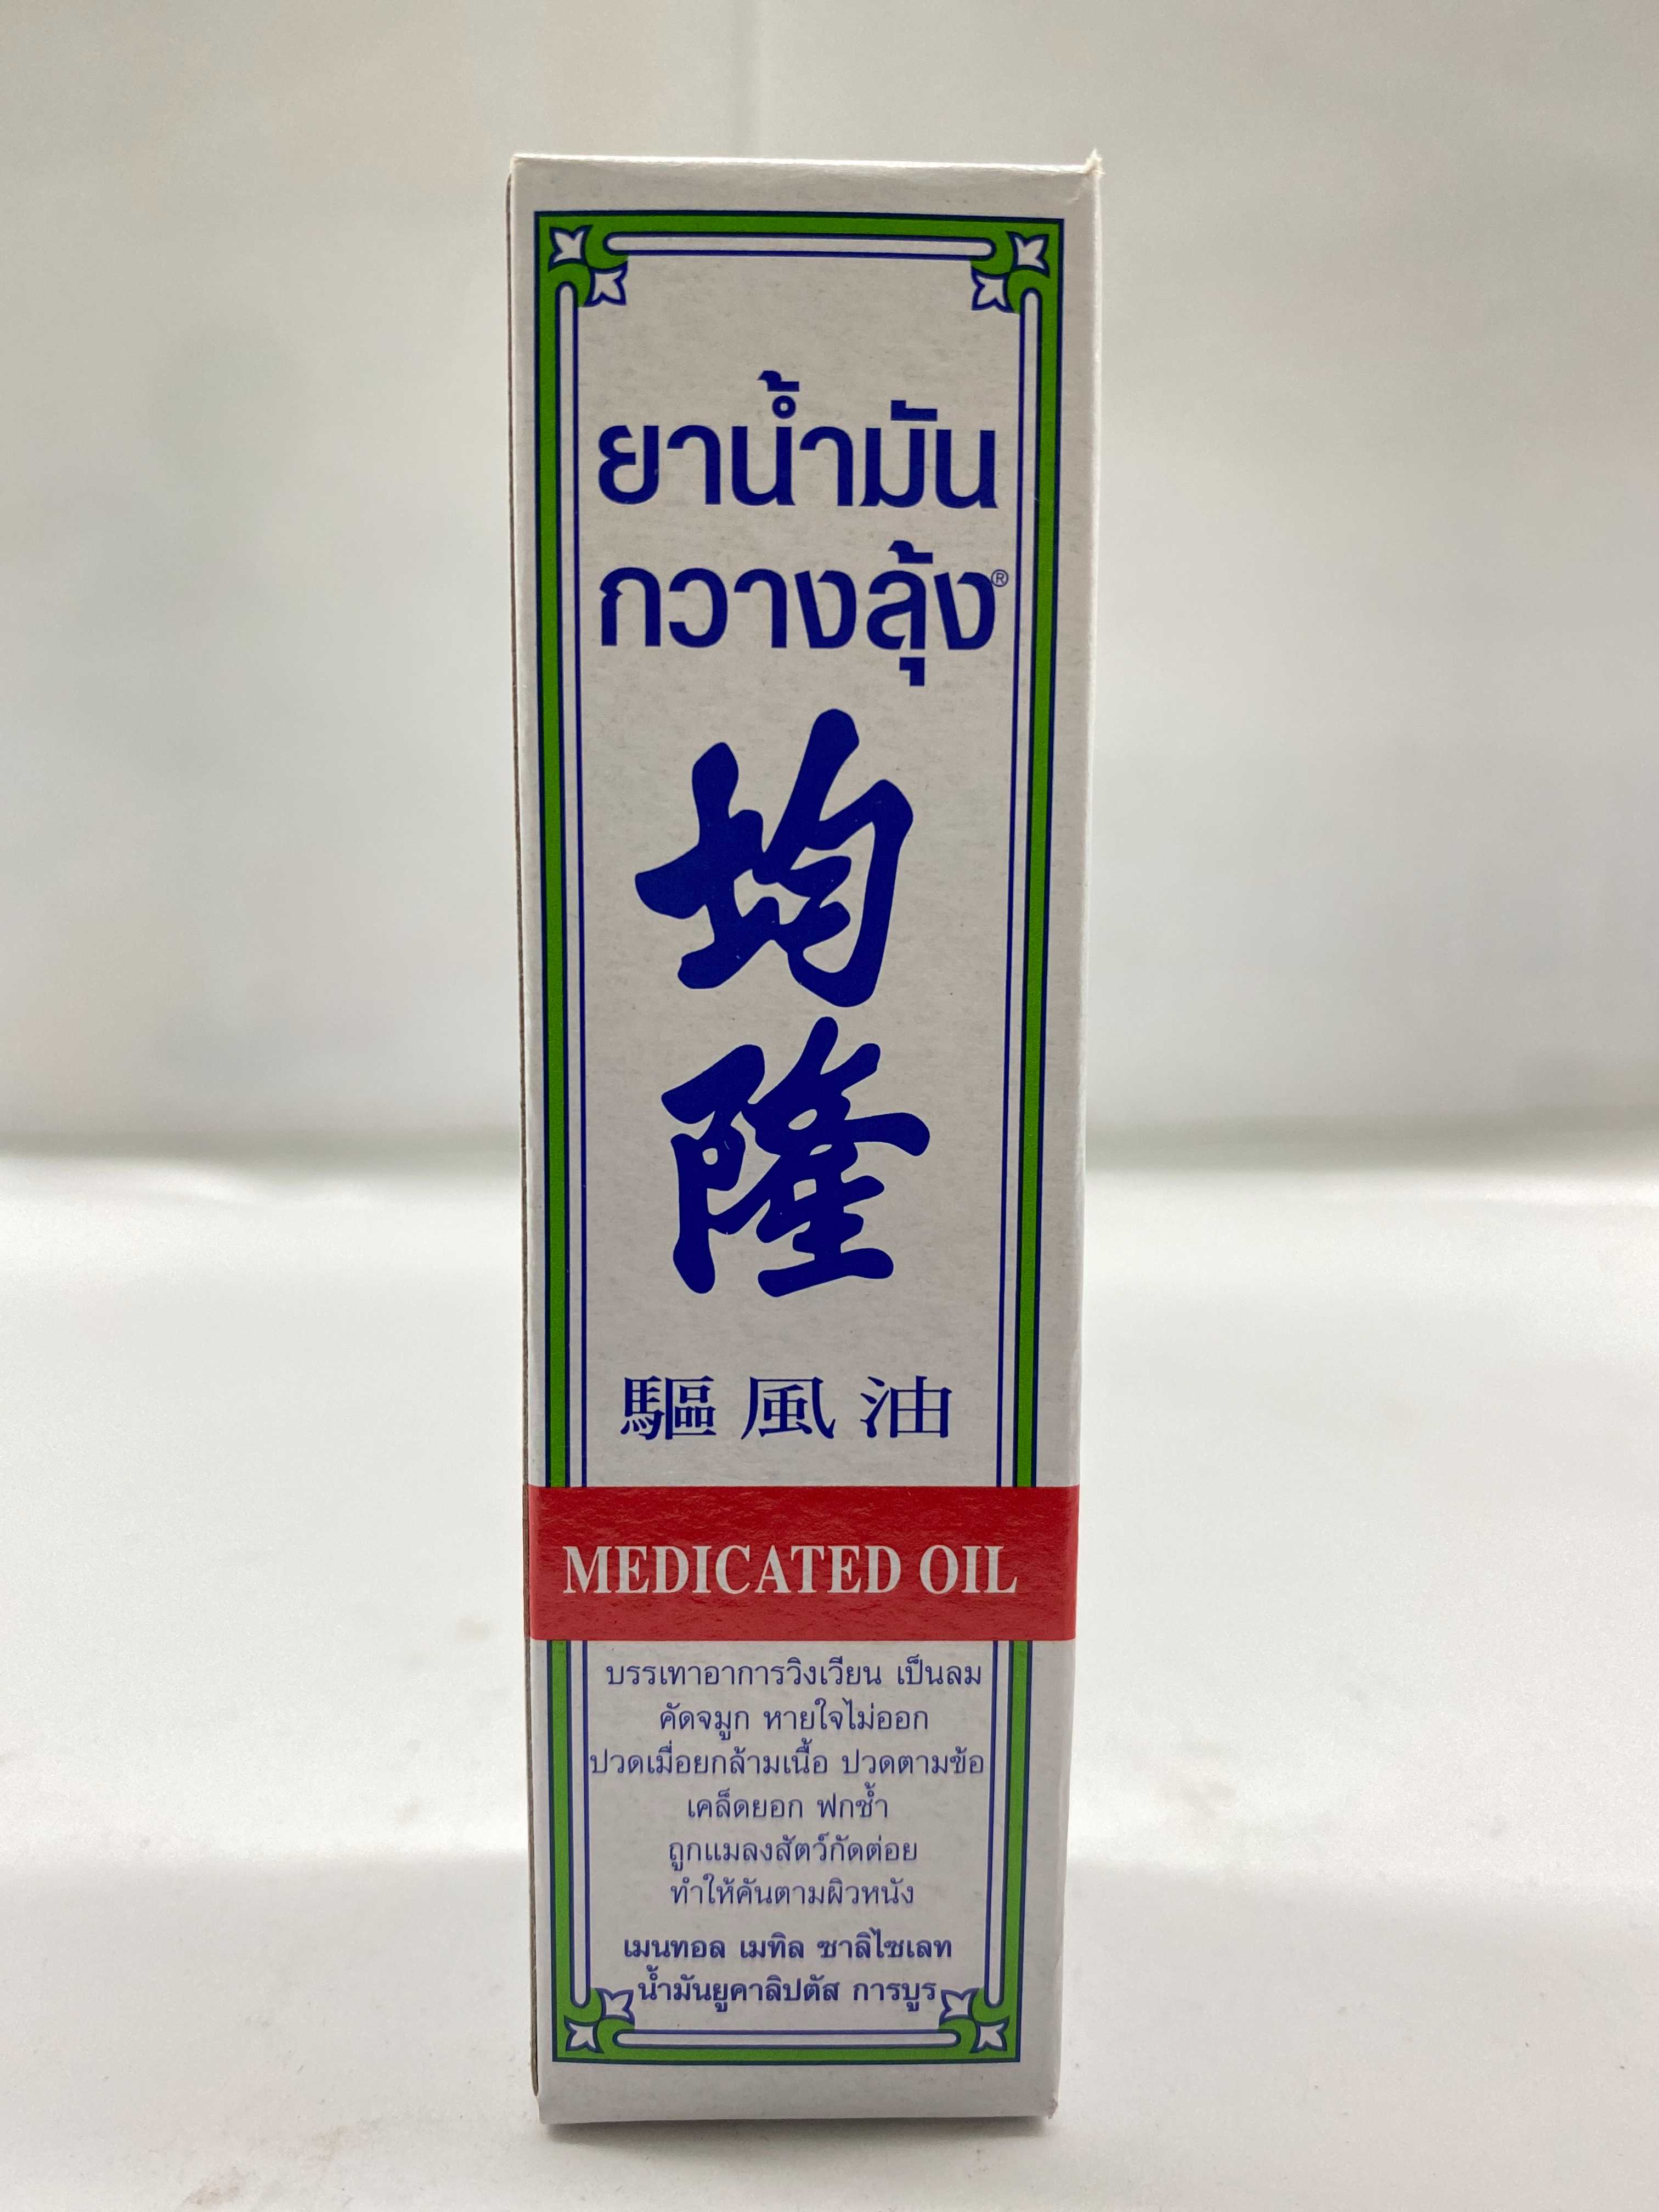 ยาน้ำมัน
กวางลุ้ง®
均
隆
驅風油
MEDICATED OIL
บรรเทาอาการวิงเวียน เป็นลม
คัดจมูก หายใจไม่ออก
ปวดเมื่อยกล้ามเนื้อ ปวดตามข้อ
เคล็ดยอก ฟกช้ำ
ถูกแมลงสัตว์กัดต่อย
ทำให้คันตามผิวหนัง
เมนทอล เมทิล ซาลิไซเลท
น้ำมันยูคาลิปตัส การบูร